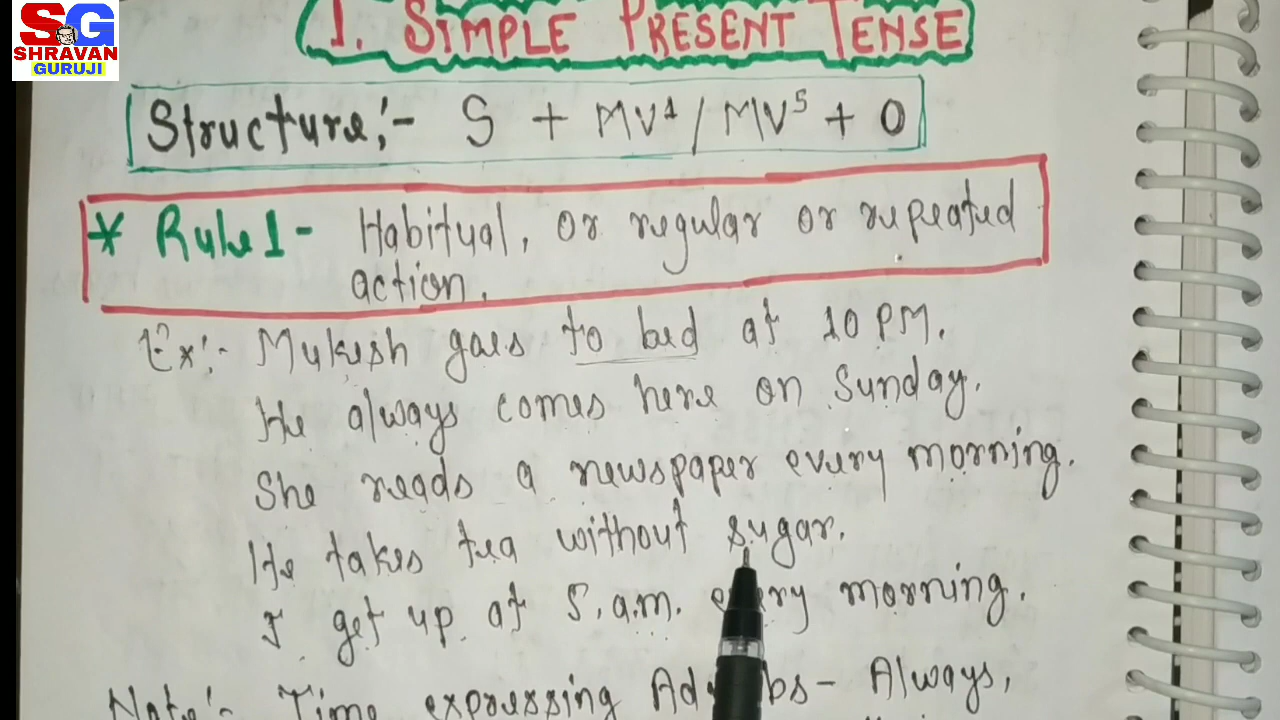 SG
SHRAVAN
GURUJI
1. SIMPLE PRESENT TENSE
Structure:- S + MV¹ / MV⁵ + O
* Rule 1- Habitual, or regular or repeated
action.
Ex:- Mukesh goes to bed at 10 PM.
He always comes here on Sunday.
She reads a newspaper every morning.
He takes tea without sugar.
I get up at 5. a.m. every morning.
Note:- Time expressing Adverbs- Always,